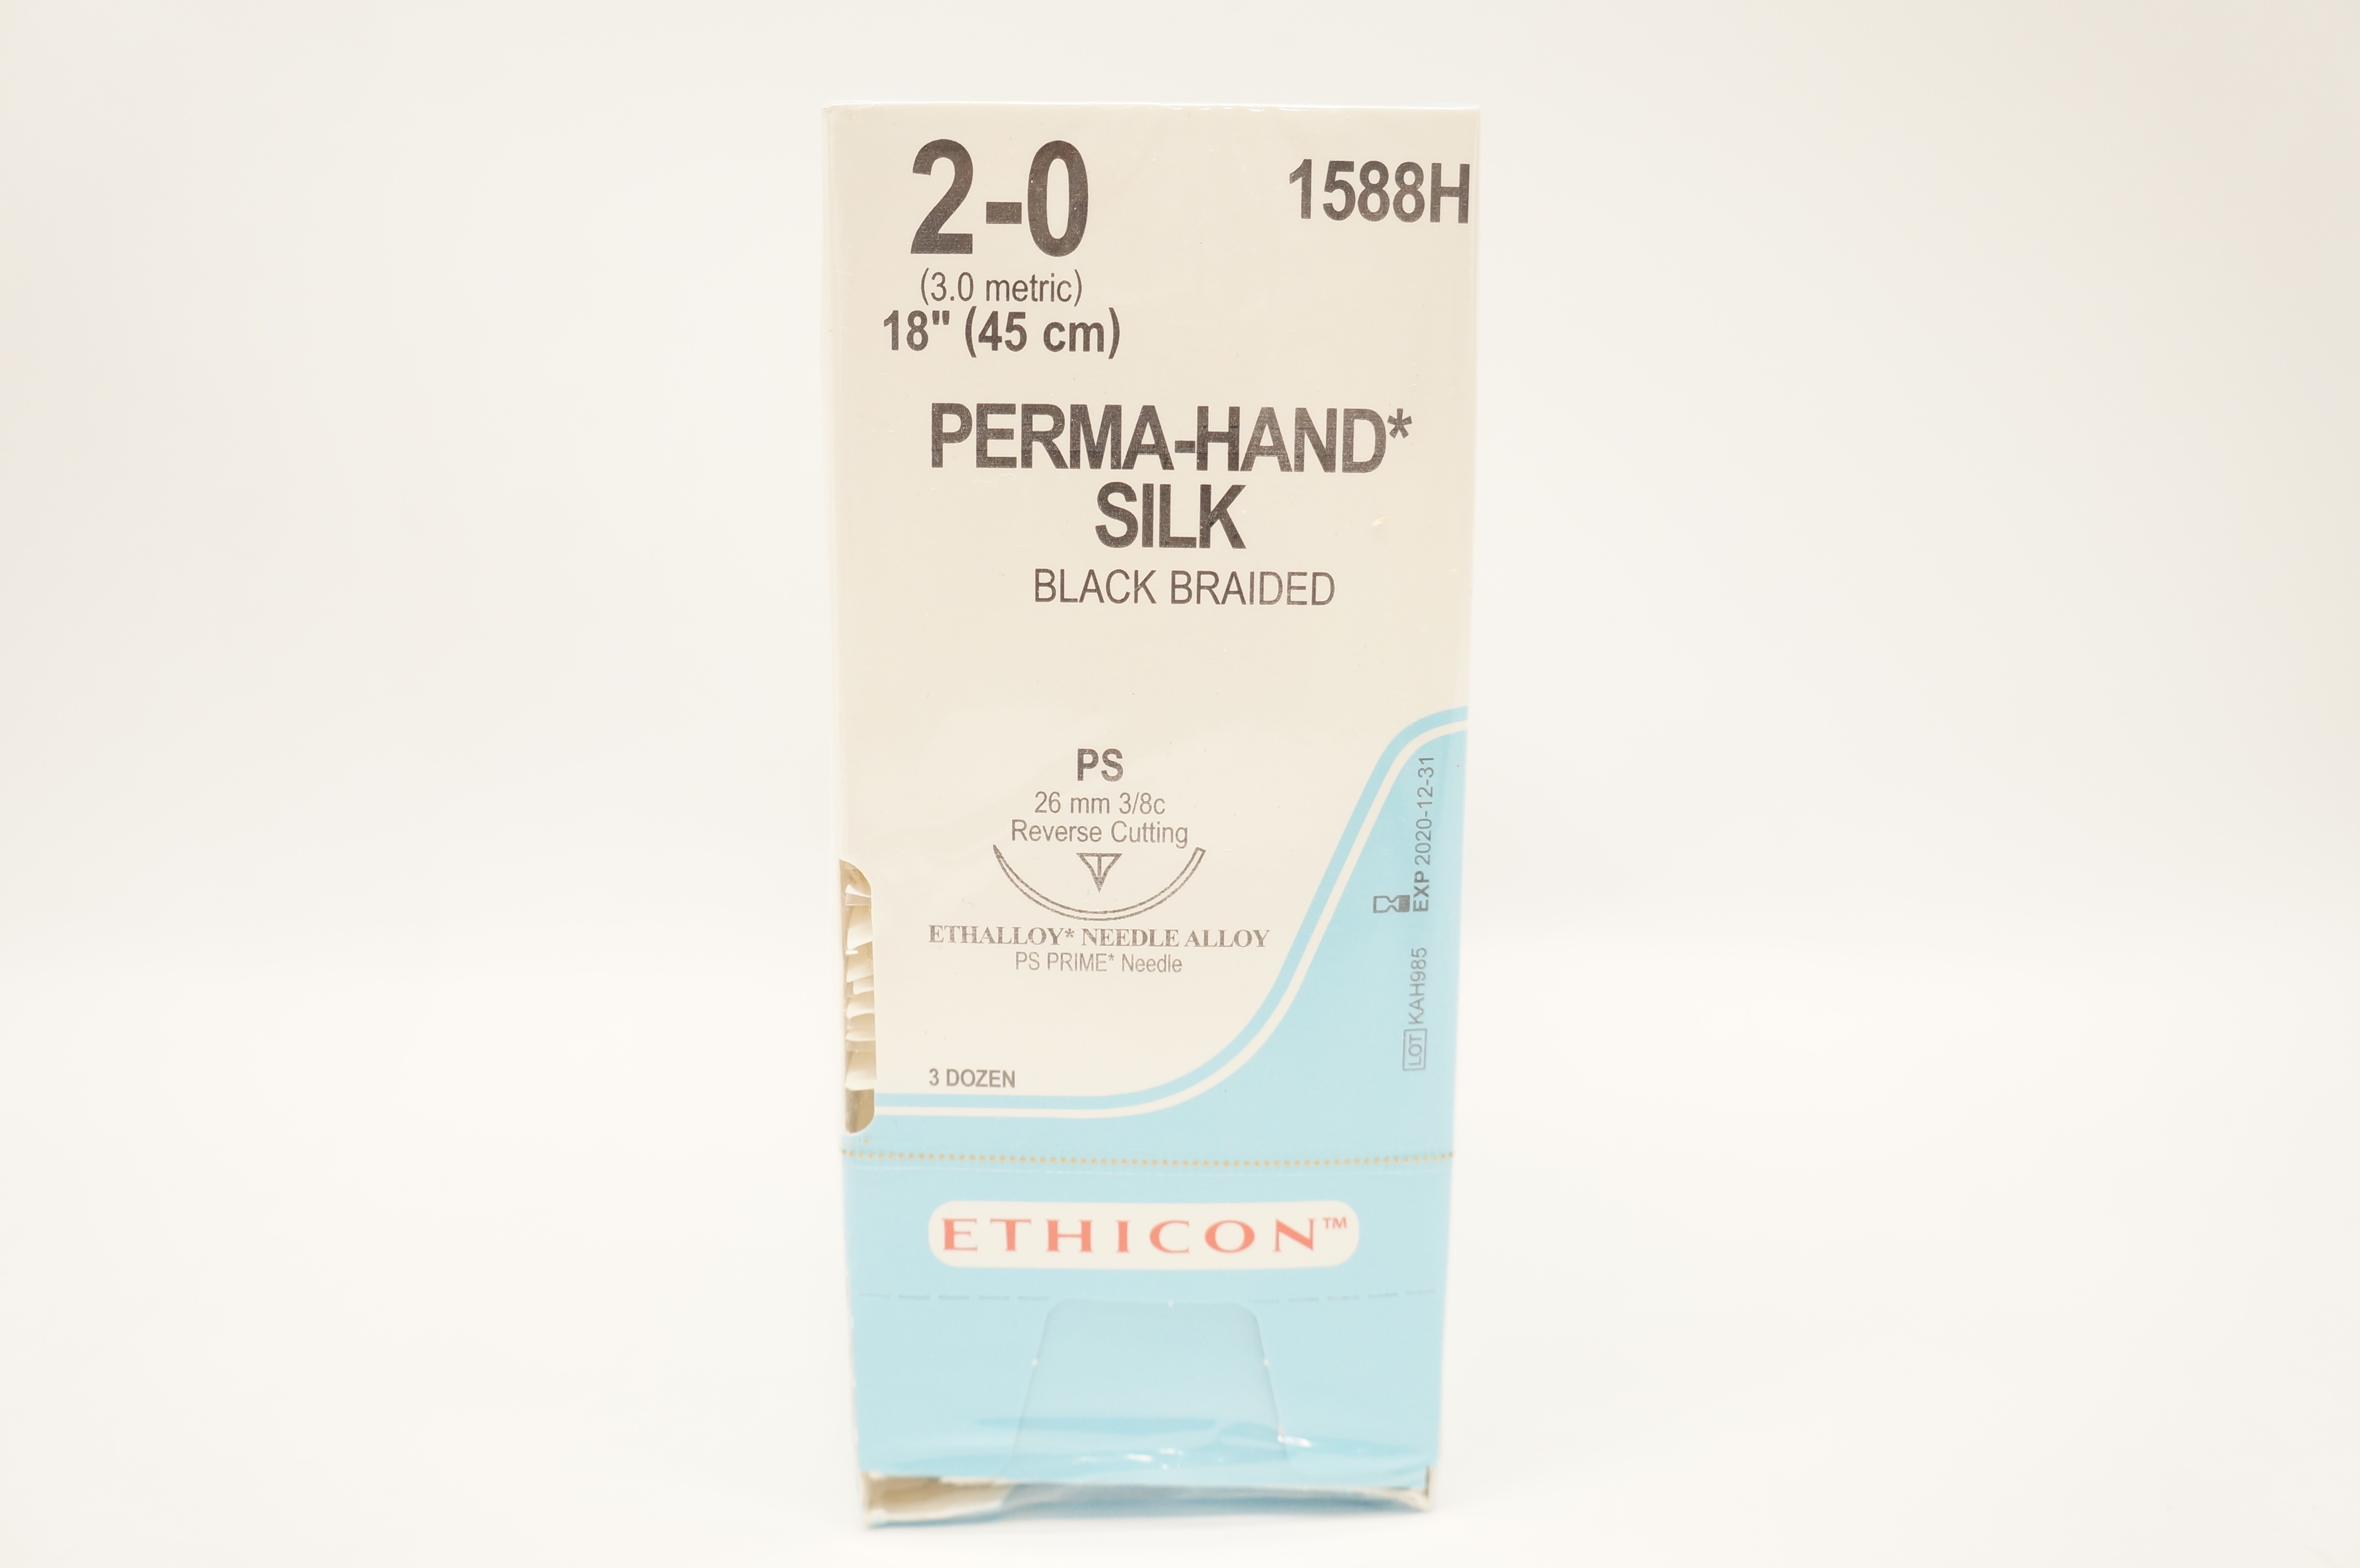 2-0
1588H
(3.0 metric)
18" (45 cm)
PERMA-HAND*
SILK
BLACK BRAIDED
PS
26 mm 3/8c
Reverse Cutting
ETHALLOY* NEEDLE ALLOY
PS PRIME* Needle
3 DOZEN
EXP 2020-12-31
LOT KAH985
ETHICON™